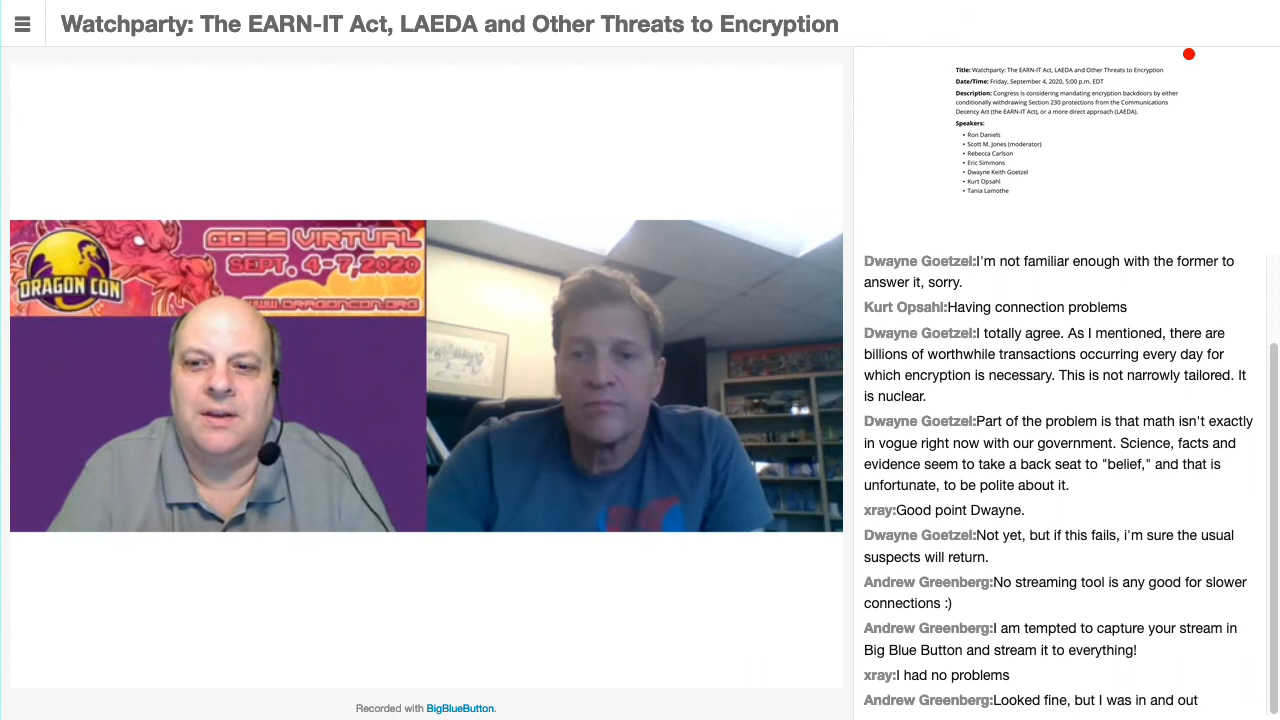 Watchparty: The EARN-IT Act, LAEDA and Other Threats to Encryption
Title: Watchparty: The EARN-IT Act, LAEDA and Other Threats to Encryption
Date/Time: Friday, September 4, 2020, 5:00 p.m. EDT
Description: Congress is considering mandating encryption backdoors by either
conditionally withdrawing Section 230 protections from the Communications
Decency Act (the EARN-IT Act), or a more direct approach (LAEDA).
Speakers:
• Ron Daniels
• Scott M. Jones (moderator)
• Rebecca Carlson
• Eric Simmons
• Dwayne Keith Goetzel
• Kurt Opsahl
• Tania Lamothe
GOES VIRTUAL
SEPT. 4-7, 2020
DRAGON CON
WWW.DRAGONCON.ORG
Dwayne Goetzel:I'm not familiar enough with the former to
answer it, sorry.
Kurt Opsahl:Having connection problems
Dwayne Goetzel:I totally agree. As I mentioned, there are
billions of worthwhile transactions occurring every day for
which encryption is necessary. This is not narrowly tailored. It
is nuclear.
Dwayne Goetzel:Part of the problem is that math isn't exactly
in vogue right now with our government. Science, facts and
evidence seem to take a back seat to "belief," and that is
unfortunate, to be polite about it.
xray:Good point Dwayne.
Dwayne Goetzel:Not yet, but if this fails, i'm sure the usual
suspects will return.
Andrew Greenberg:No streaming tool is any good for slower
connections :)
Andrew Greenberg:I am tempted to capture your stream in
Big Blue Button and stream it to everything!
xray:I had no problems
Andrew Greenberg:Looked fine, but I was in and out
Recorded with BigBlueButton.